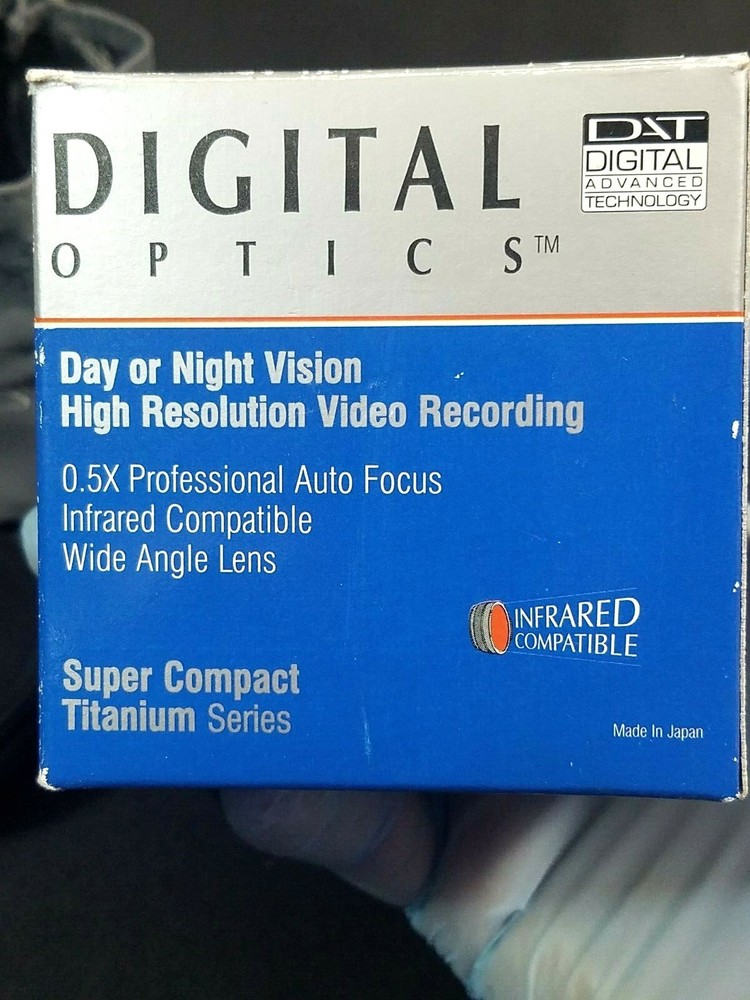 DIGITAL
OPTICS™
DAT
DIGITAL
ADVANCED
TECHNOLOGY
Day or Night Vision
High Resolution Video Recording
0.5X Professional Auto Focus
Infrared Compatible
Wide Angle Lens
INFRARED
COMPATIBLE
Super Compact
Titanium Series
Made In Japan